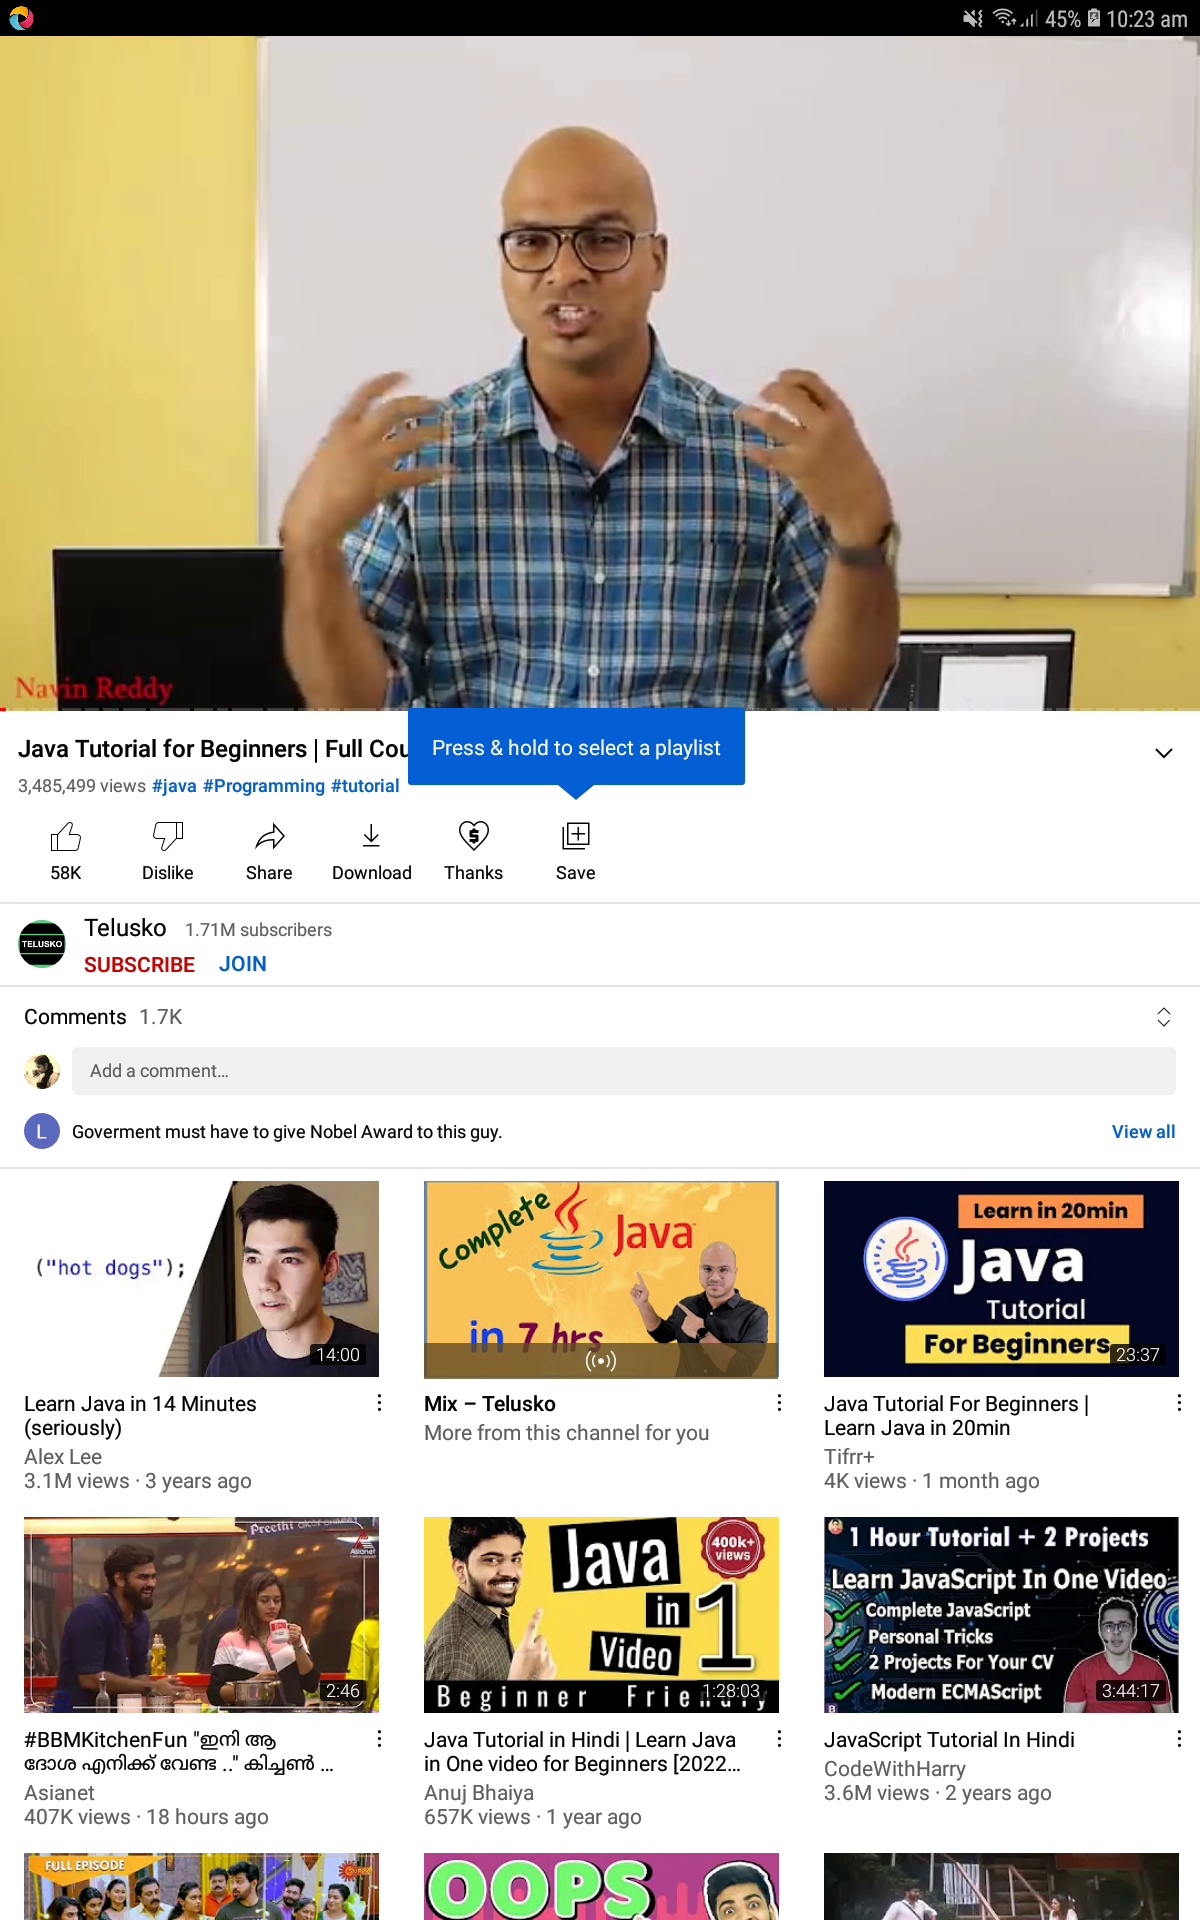 45% 10:23 am
Navin Reddy
Press & hold to select a playlist
Java Tutorial for Beginners | Full Cou
3,485,499 views #java #Programming #tutorial
58K Dislike Share Download Thanks Save
TELUSKO
Telusko 1.71M subscribers
SUBSCRIBE JOIN
Comments 1.7K
Add a comment...
L Goverment must have to give Nobel Award to this guy. View all
("hot dogs");
14:00
Complete Java
in 7 hrs
Learn in 20min
Java
Tutorial
For Beginners
23:37
Learn Java in 14 Minutes
(seriously)
Alex Lee
3.1M views · 3 years ago
Mix – Telusko
More from this channel for you
Java Tutorial For Beginners |
Learn Java in 20min
Tifrr+
4K views · 1 month ago
Preethi
Asianet
2:46
Java
in 1
Video
400k+
views
Beginner
1:28:03
1 Hour Tutorial + 2 Projects
Learn JavaScript In One Video
Complete JavaScript
Personal Tricks
2 Projects For Your CV
Modern ECMAScript
3:44:17
#BBMKitchenFun "ഇനി ആ
ദോശ എനിക്ക് വേണ്ട .." കിച്ചൺ ...
Asianet
407K views · 18 hours ago
Java Tutorial in Hindi | Learn Java
in One video for Beginners [2022...
Anuj Bhaiya
657K views · 1 year ago
JavaScript Tutorial In Hindi
CodeWithHarry
3.6M views · 2 years ago
FULL EPISODE
OOPS